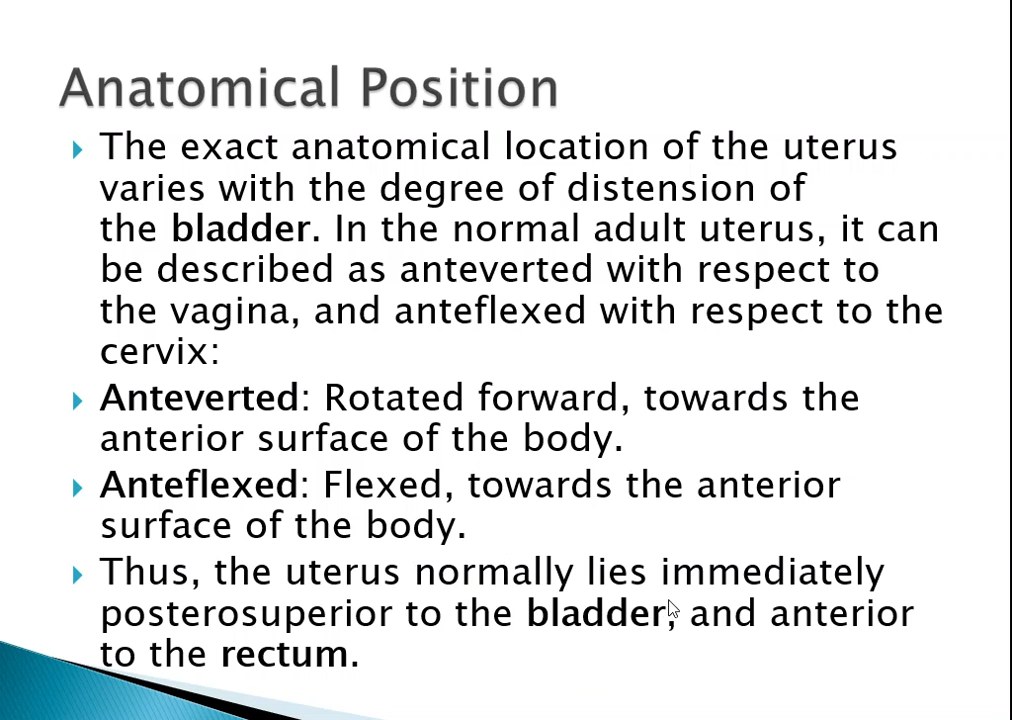 Anatomical Position
The exact anatomical location of the uterus
varies with the degree of distension of
the bladder. In the normal adult uterus, it can
be described as anteverted with respect to
the vagina, and anteflexed with respect to the
cervix:
Anteverted: Rotated forward, towards the
anterior surface of the body.
Anteflexed: Flexed, towards the anterior
surface of the body.
Thus, the uterus normally lies immediately
posterosuperior to the bladder, and anterior
to the rectum.